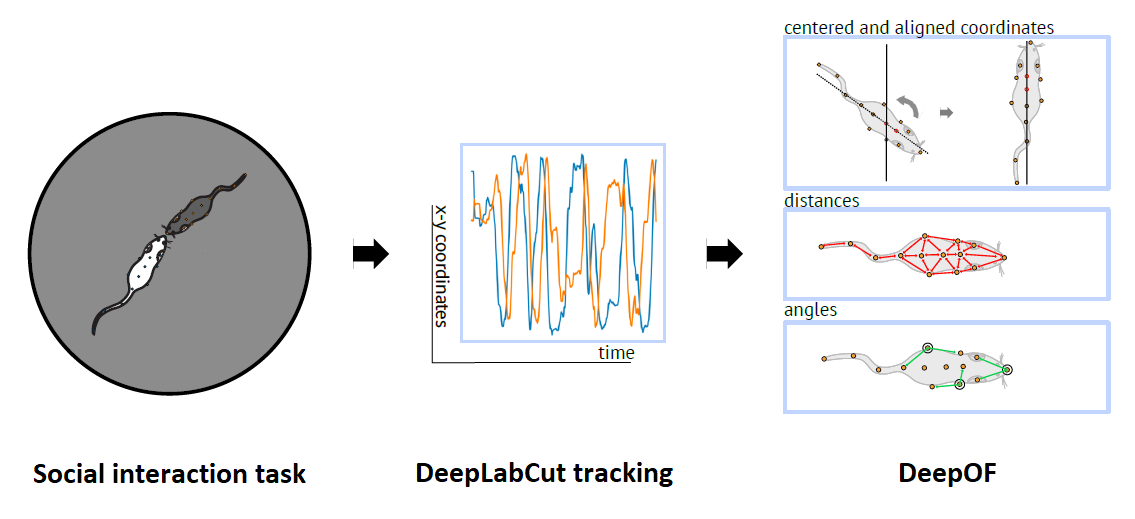 centered and aligned coordinates
distances
x-y coordinates
angles
time
Social interaction task
DeepLabCut tracking
DeepOF